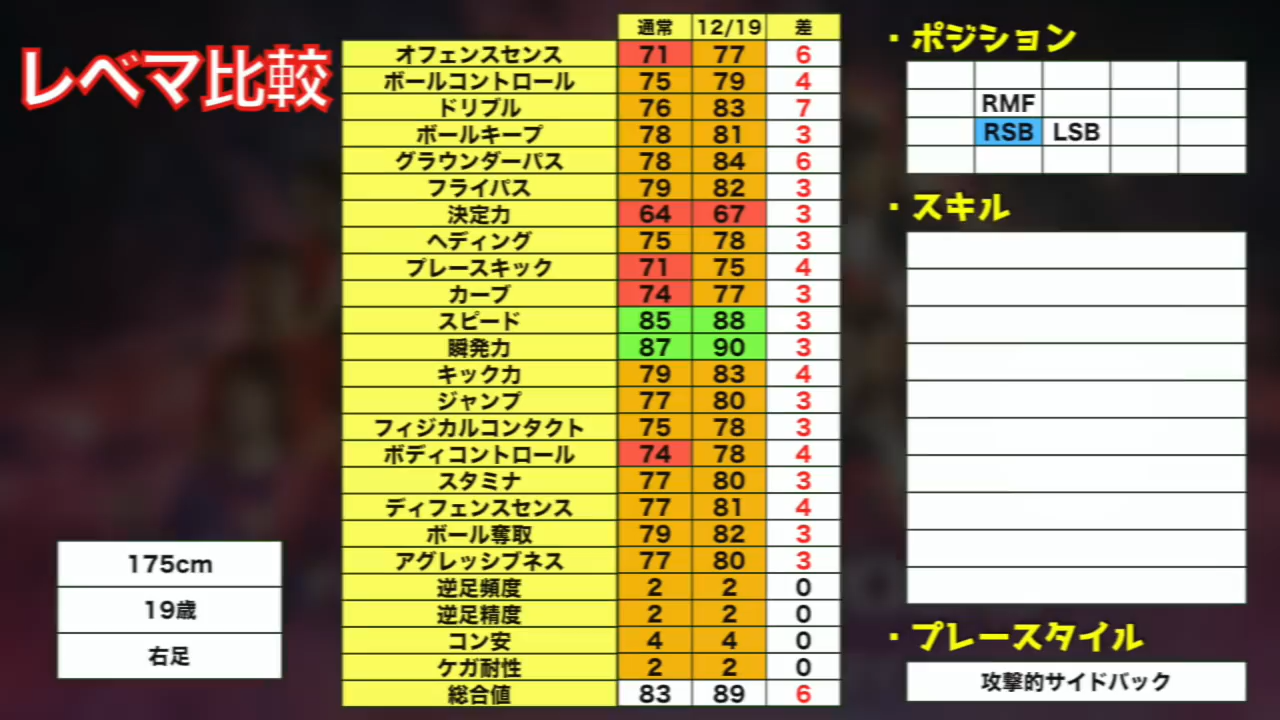 レベマ比較
通常 12/19 差
オフェンスセンス 71 77 6
ボールコントロール 75 79 4
ドリブル 76 83 7
ボールキープ 78 81 3
グラウンダーパス 78 84 6
フライパス 79 82 3
決定力 64 67 3
ヘディング 75 78 3
プレースキック 71 75 4
カーブ 74 77 3
スピード 85 88 3
瞬発力 87 90 3
キック力 79 83 4
ジャンプ 77 80 3
フィジカルコンタクト 75 78 3
ボディコントロール 74 78 4
スタミナ 77 80 3
ディフェンスセンス 77 81 4
ボール奪取 79 82 3
アグレッシブネス 77 80 3
逆足頻度 2 2 0
逆足精度 2 2 0
コン安 4 4 0
ケガ耐性 2 2 0
総合値 83 89 6
175cm
19歳
右足
・ポジション
RMF
RSB LSB
・スキル
・プレースタイル
攻撃的サイドバック